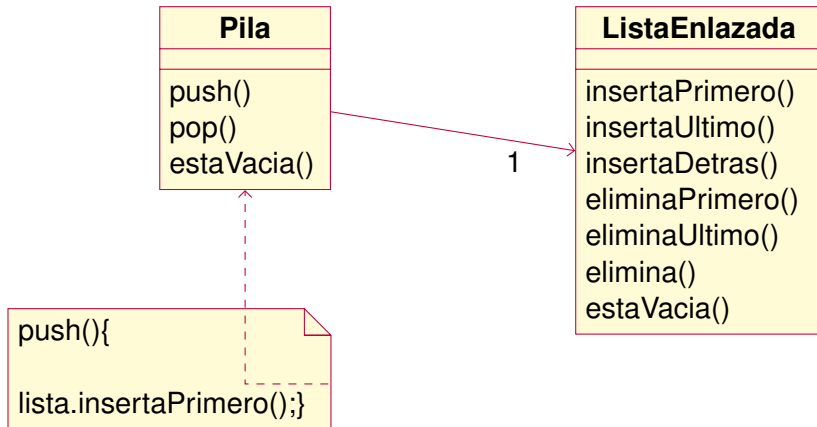 Pila
push()
pop()
estaVacia()
1
ListaEnlazada
insertaPrimero()
insertaUltimo()
insertaDetras()
eliminaPrimero()
eliminaUltimo()
elimina()
estaVacia()
push(){
lista.insertaPrimero();}